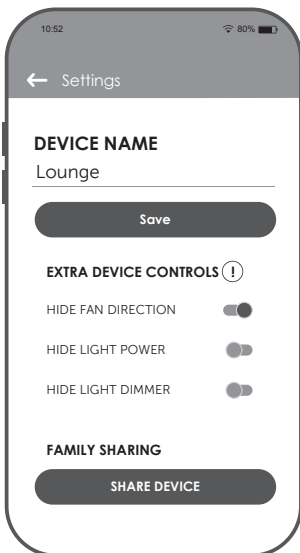 10:52 80%
Settings
DEVICE NAME
Lounge
Save
EXTRA DEVICE CONTROLS !
HIDE FAN DIRECTION
HIDE LIGHT POWER
HIDE LIGHT DIMMER
FAMILY SHARING
SHARE DEVICE